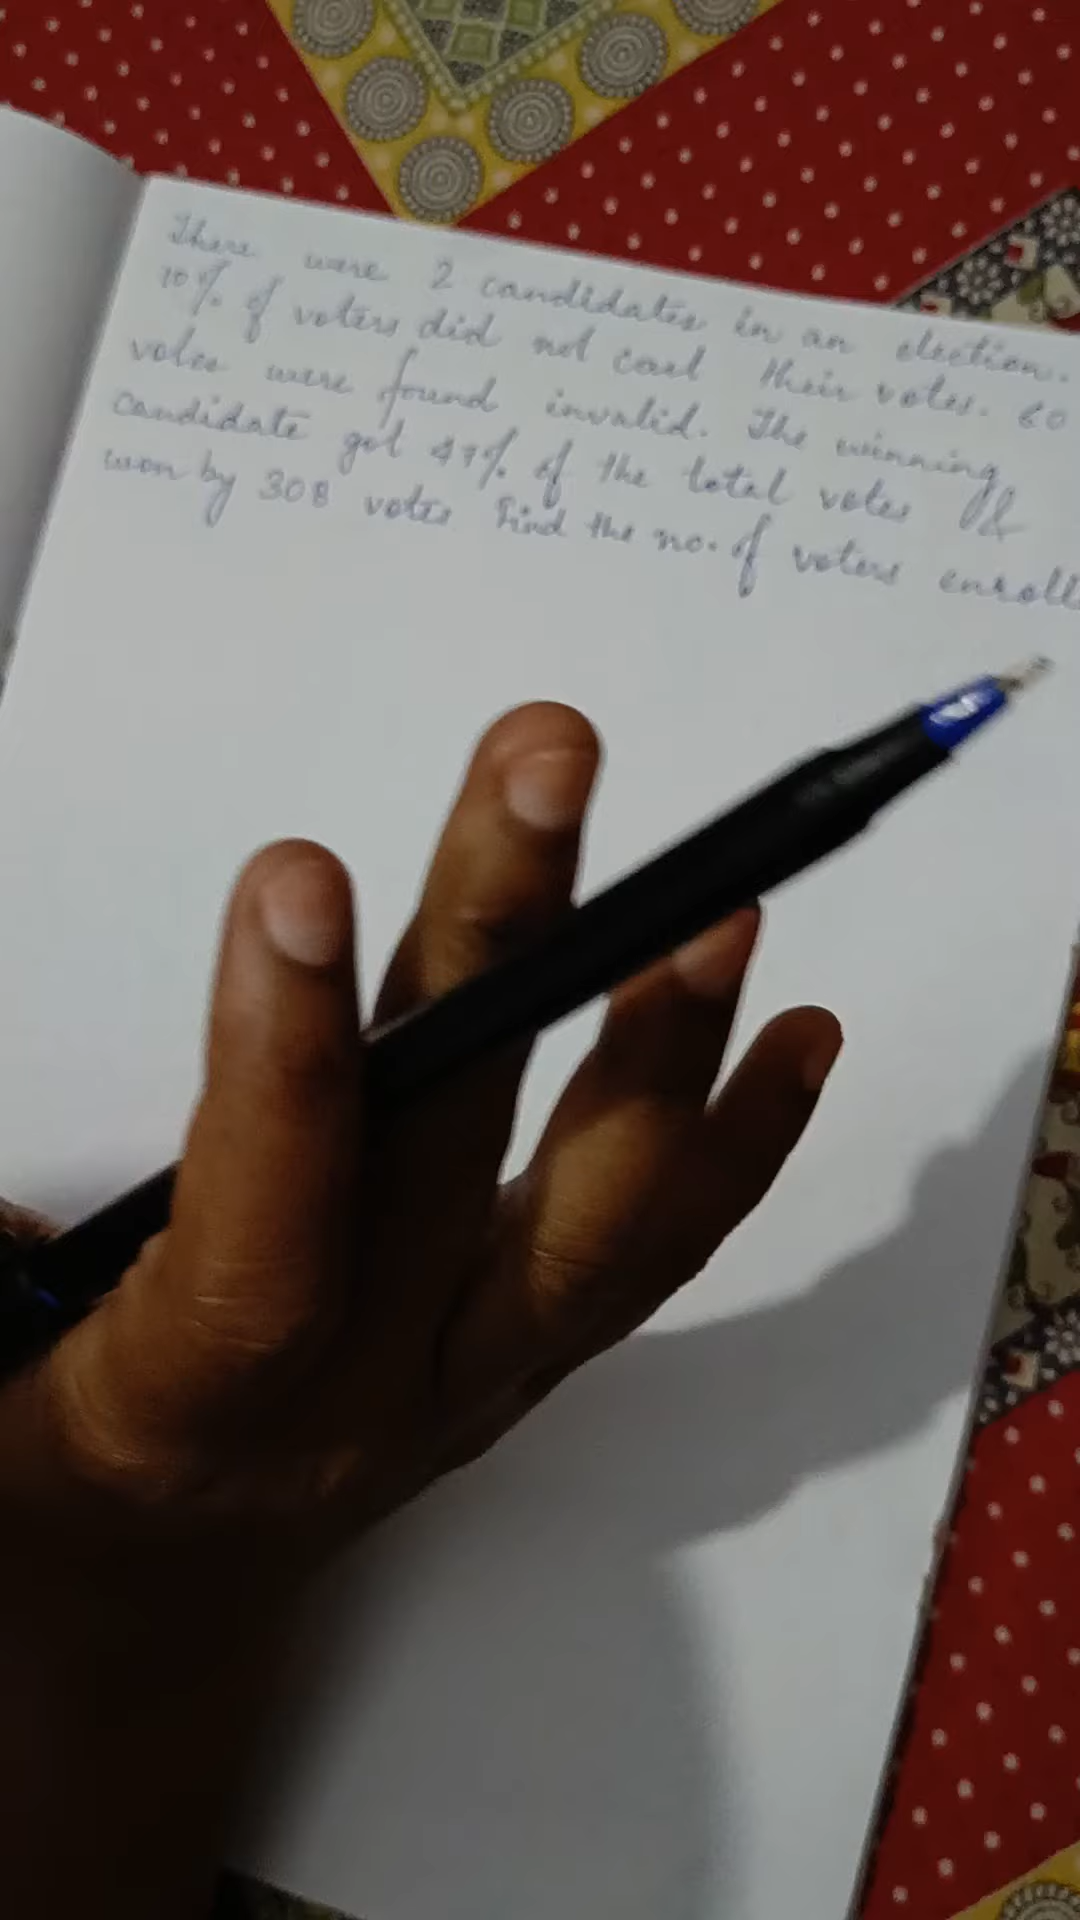 There were 2 candidates in an election.
10% of voters did not cast their votes. 60
votes were found invalid. The winning
candidate got 47% of the total votes &
won by 308 votes. Find the no. of voters enroll